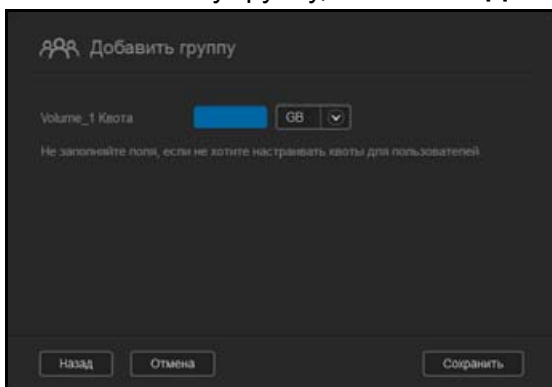 Добавить группу
Volume_1 Квота GB
Не заполняйте поля, если не хотите настраивать квоты для пользователей.
Назад Отмена Сохранить